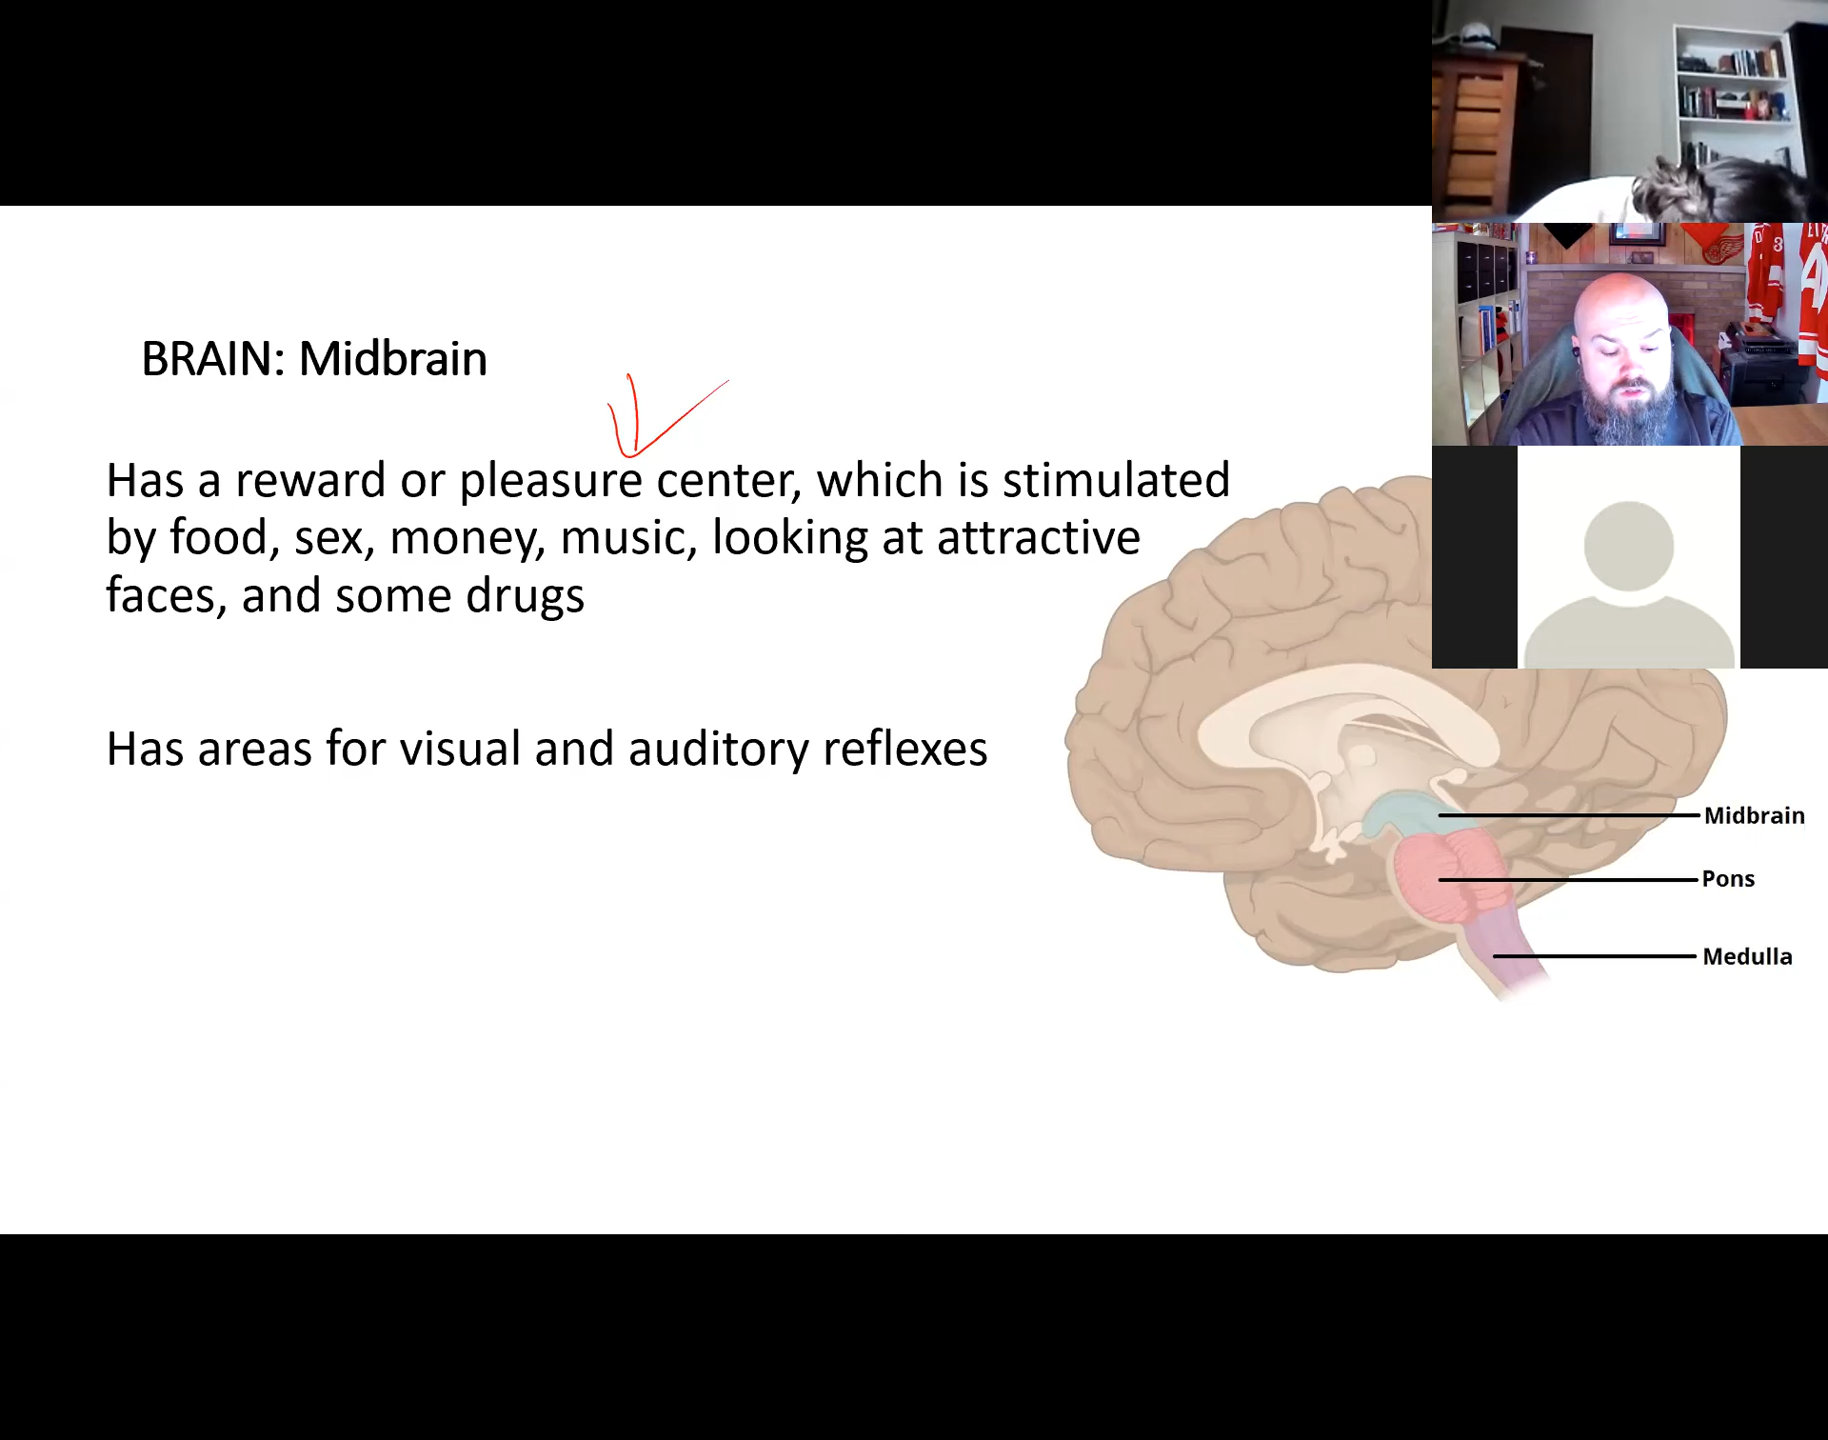 BRAIN: Midbrain
Has a reward or pleasure center, which is stimulated
by food, sex, money, music, looking at attractive
faces, and some drugs
Has areas for visual and auditory reflexes
Midbrain
Pons
Medulla